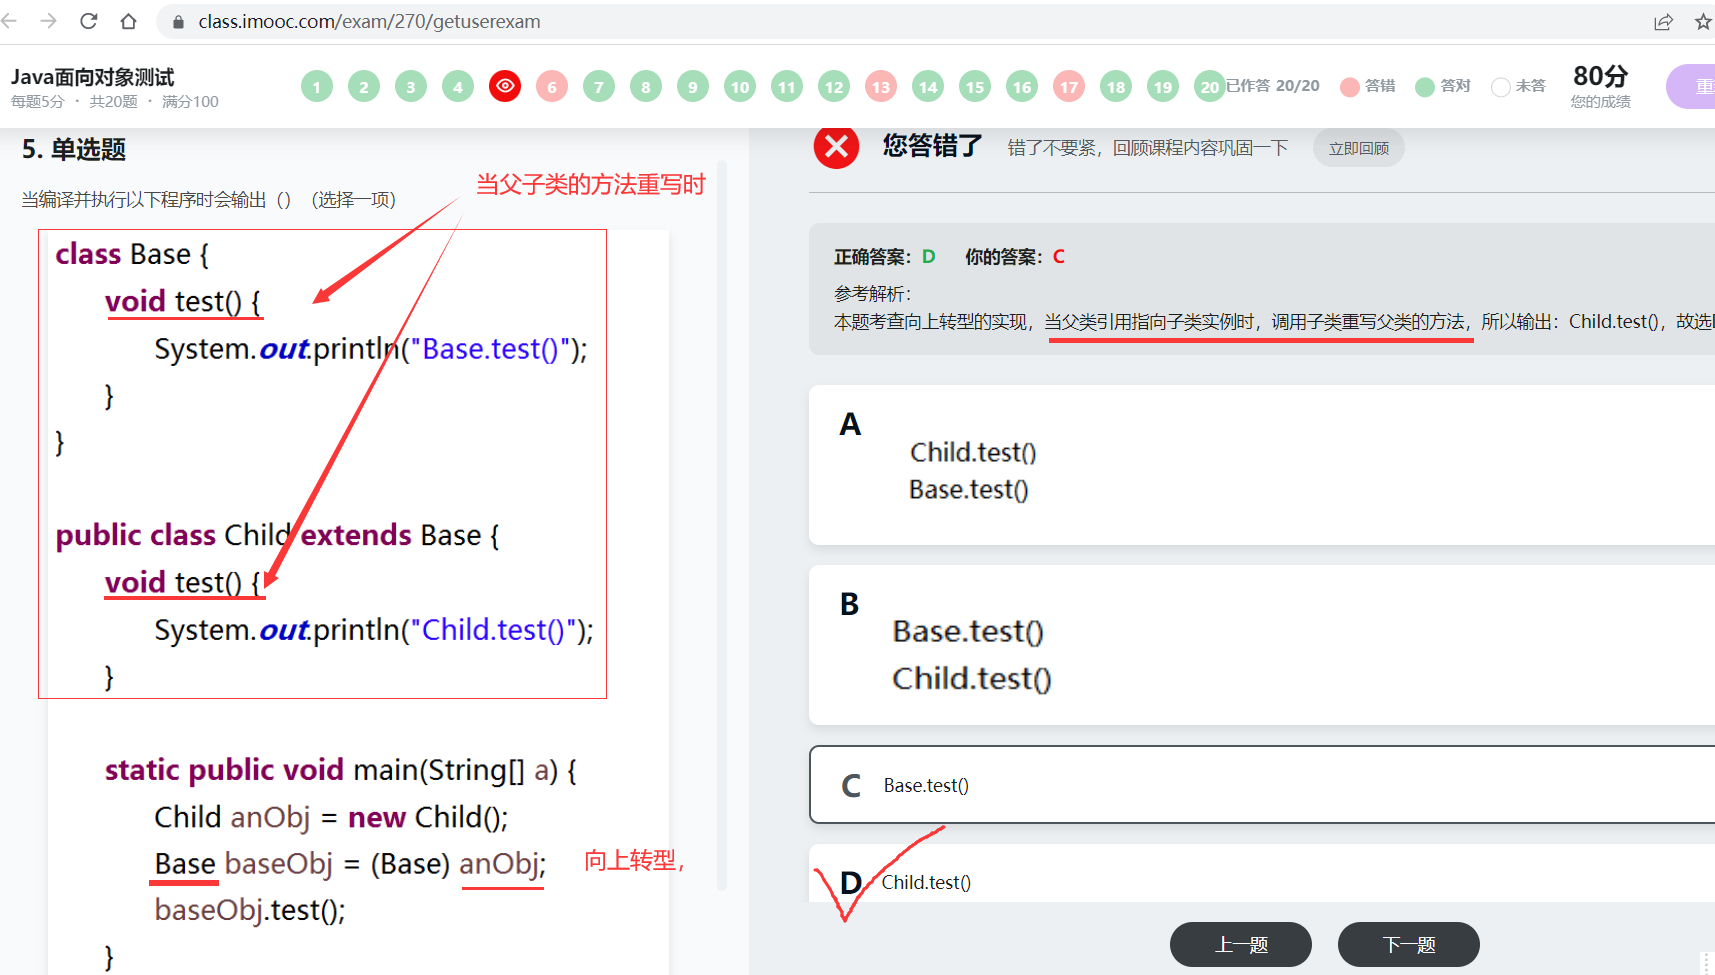 class.imooc.com/exam/270/getuserexam
Java面向对象测试
每题5分 · 共20题 · 满分100
1 2 3 4 6 7 8 9 10 11 12 13 14 15 16 17 18 19 20
已作答 20/20 答错 答对 未答
80分
您的成绩
5. 单选题
当编译并执行以下程序时会输出（）（选择一项）
当父子类的方法重写时
class Base {
void test() {
System.out.println("Base.test()");
}
}
public class Child extends Base {
void test() {
System.out.println("Child.test()");
}
static public void main(String[] a) {
Child anObj = new Child();
Base baseObj = (Base) anObj;
向上转型，
baseObj.test();
}
您答错了 错了不要紧，回顾课程内容巩固一下 立即回顾
正确答案：D 你的答案：C
参考解析：
本题考查向上转型的实现，当父类引用指向子类实例时，调用子类重写父类的方法，所以输出：Child.test()，故选
A
Child.test()
Base.test()
B
Base.test()
Child.test()
C Base.test()
D Child.test()
上一题 下一题